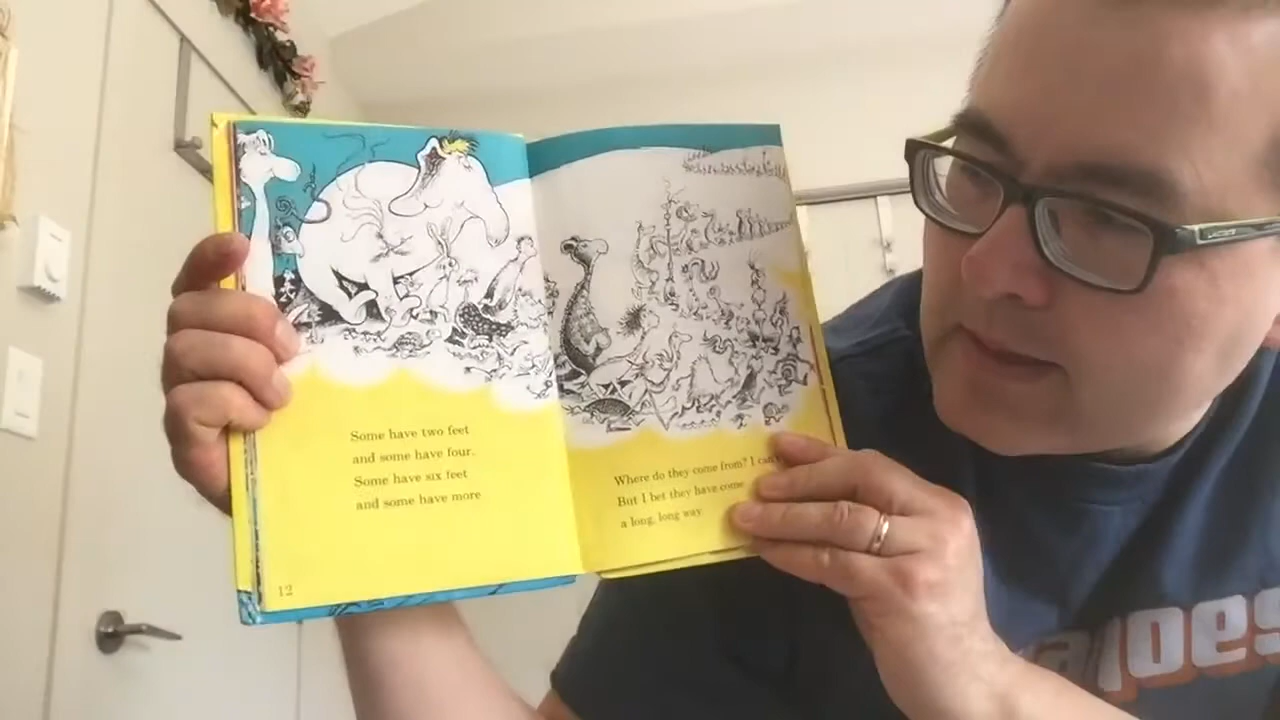 Some have two feet
and some have four.
Some have six feet
and some have more
12
Where do they come from? I can't
But I bet they have come
a long, long way.